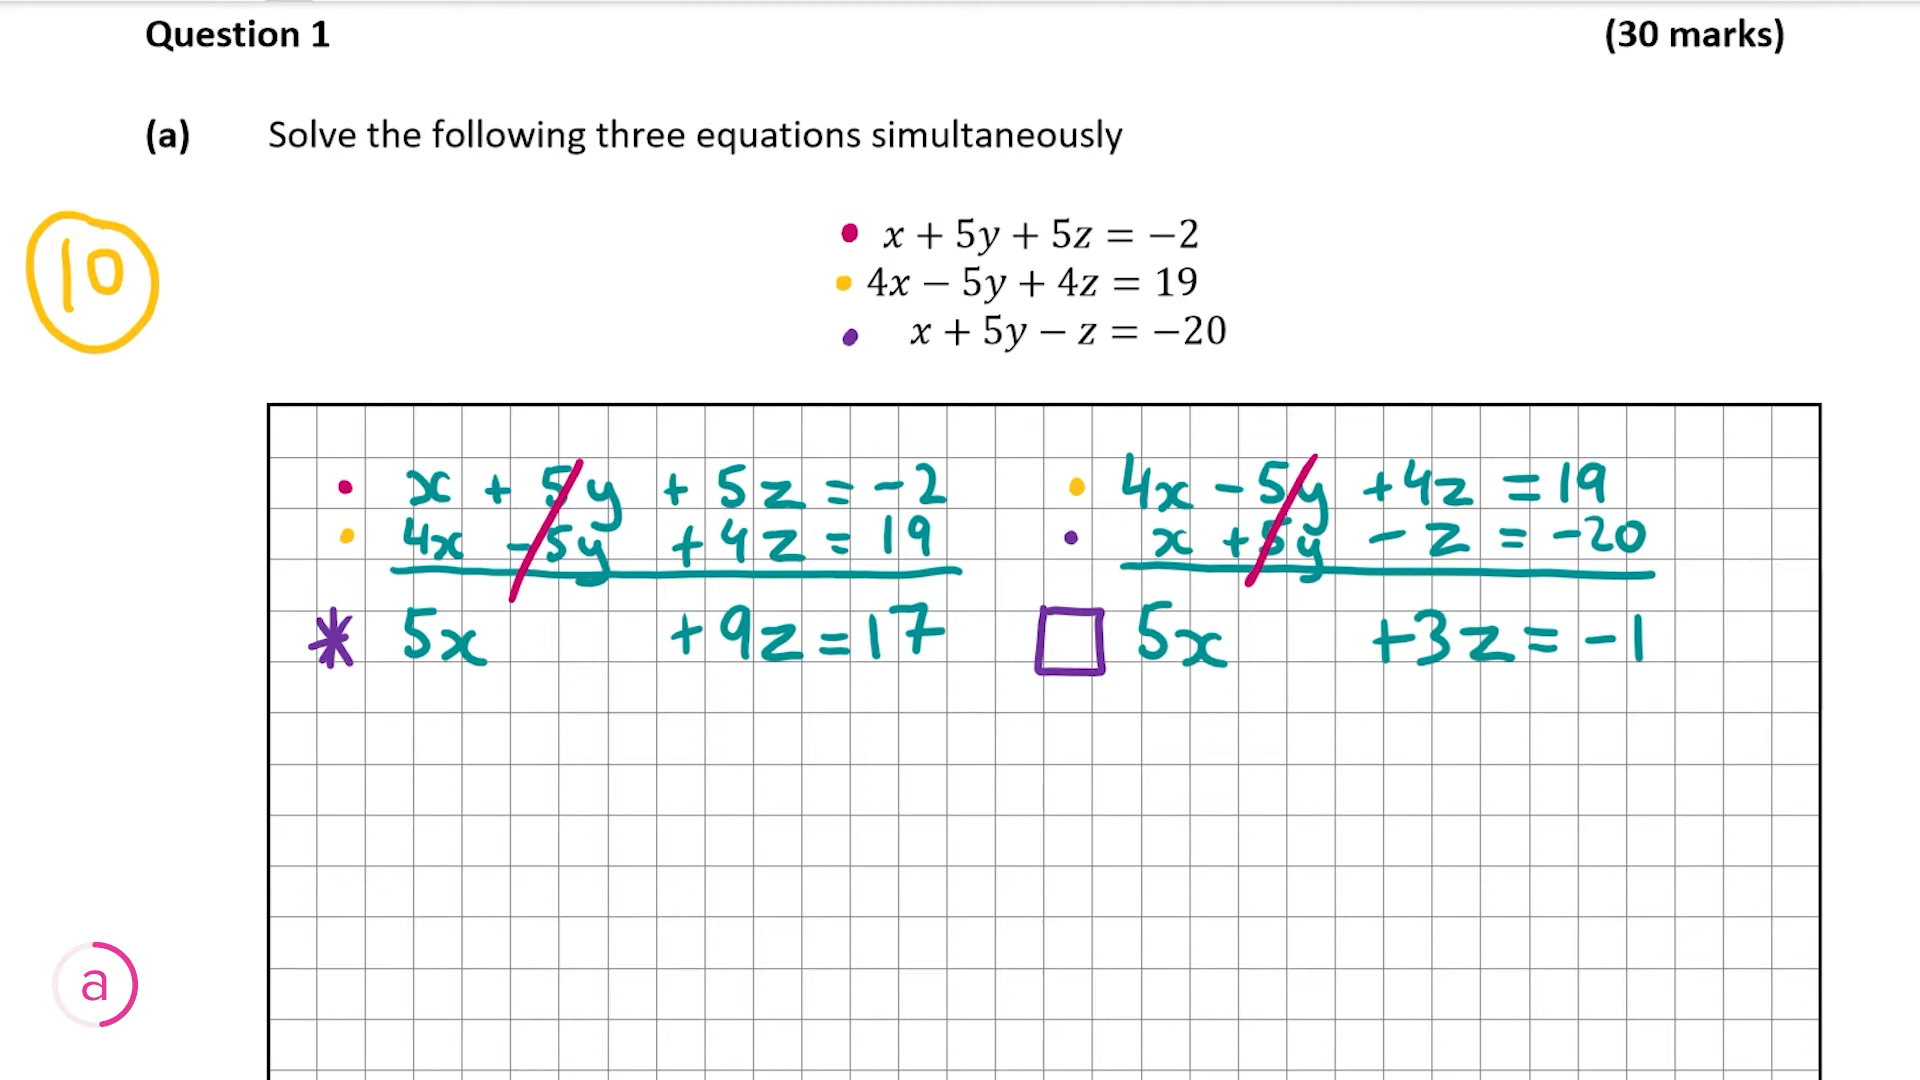 Question 1 (30 marks)
(a) Solve the following three equations simultaneously
10
x + 5y + 5z = −2
4x − 5y + 4z = 19
x + 5y − z = −20
x + 5y + 5z = -2
4x - 5y + 4z = 19
* 5x + 9z = 17
4x - 5y + 4z = 19
x + 5y - z = -20
□ 5x + 3z = -1
a